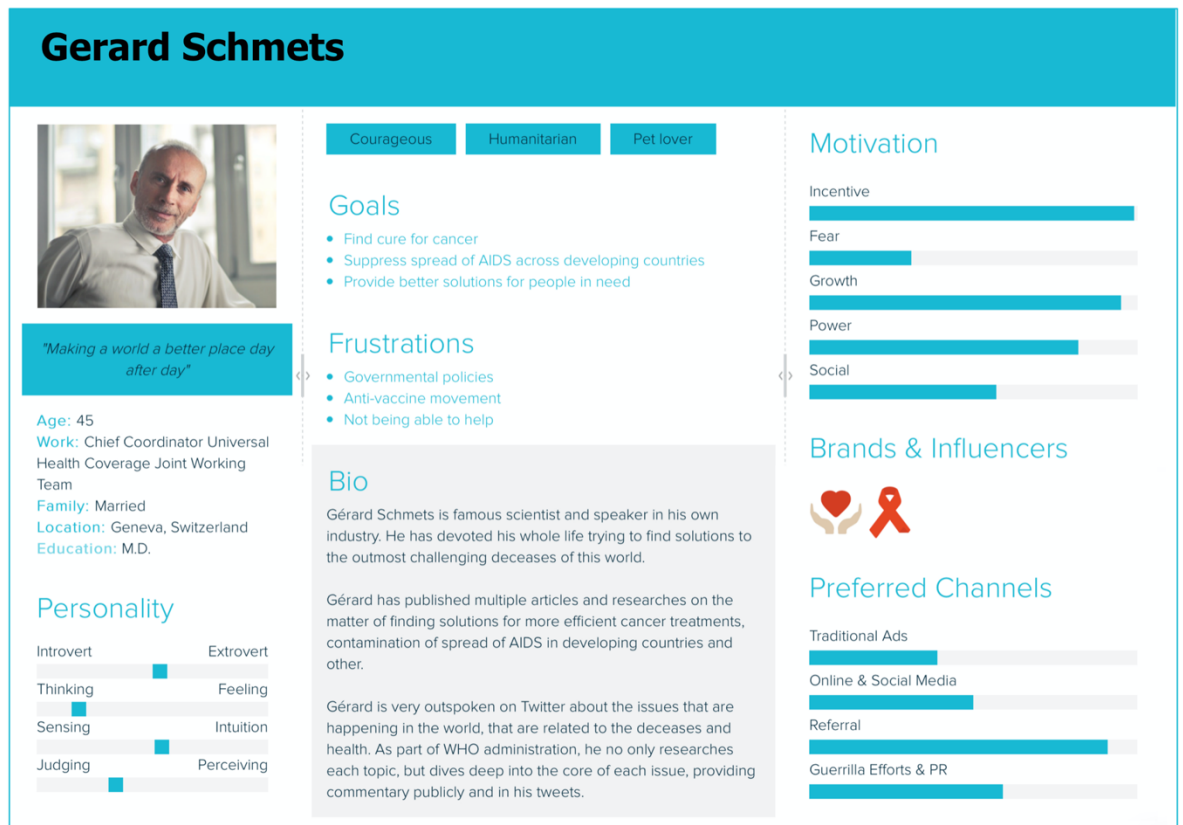 Gerard Schmets
"Making a world a better place day
after day"
Age: 45
Work: Chief Coordinator Universal
Health Coverage Joint Working
Team
Family: Married
Location: Geneva, Switzerland
Education: M.D.
Personality
Introvert Extrovert
Thinking Feeling
Sensing Intuition
Judging Perceiving
Courageous Humanitarian Pet lover
Goals
Find cure for cancer
Suppress spread of AIDS across developing countries
Provide better solutions for people in need
Frustrations
Governmental policies
Anti-vaccine movement
Not being able to help
Bio
Gérard Schmets is famous scientist and speaker in his own
industry. He has devoted his whole life trying to find solutions to
the outmost challenging deceases of this world.
Gérard has published multiple articles and researches on the
matter of finding solutions for more efficient cancer treatments,
contamination of spread of AIDS in developing countries and
other.
Gérard is very outspoken on Twitter about the issues that are
happening in the world, that are related to the deceases and
health. As part of WHO administration, he no only researches
each topic, but dives deep into the core of each issue, providing
commentary publicly and in his tweets.
Motivation
Incentive
Fear
Growth
Power
Social
Brands & Influencers
Preferred Channels
Traditional Ads
Online & Social Media
Referral
Guerrilla Efforts & PR